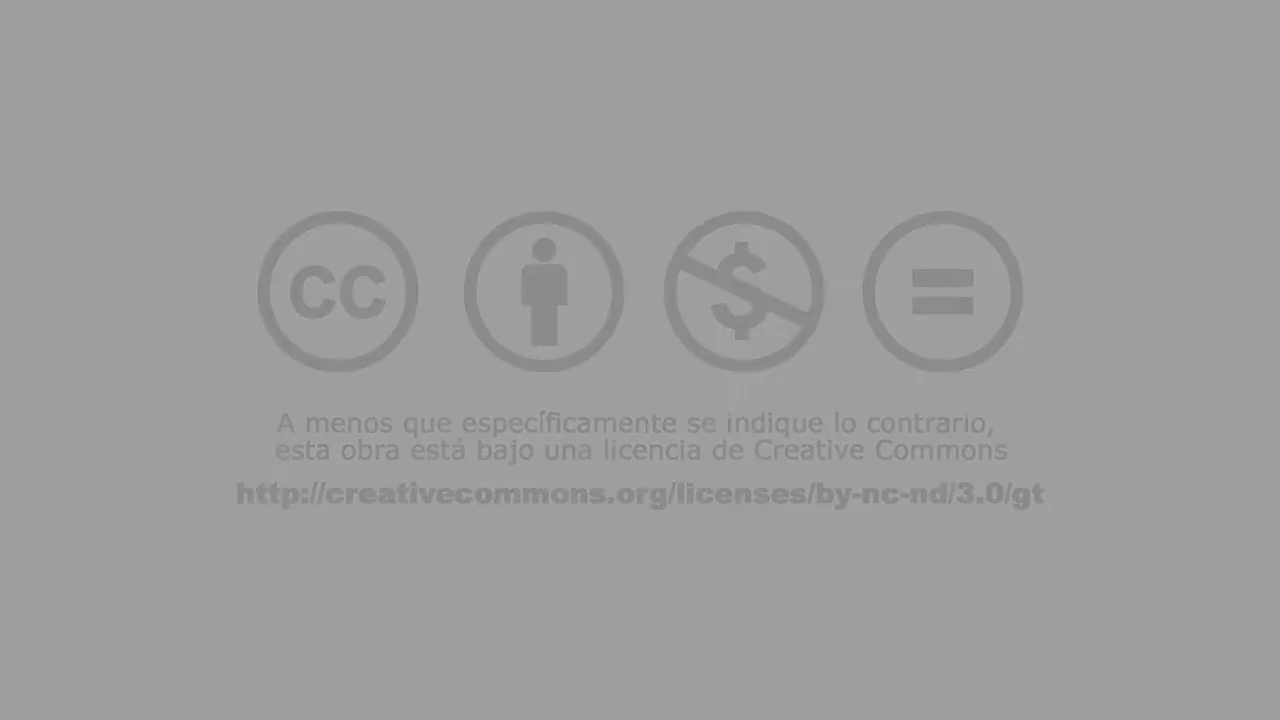 CC
$
=
A menos que específicamente se indique lo contrario,
esta obra está bajo una licencia de Creative Commons
http://creativecommons.org/licenses/by-nc-nd/3.0/gt